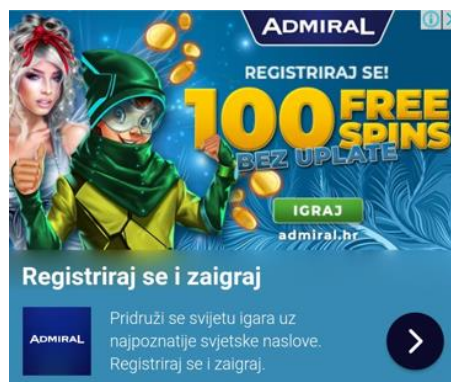 ADMIRAL
REGISTRIRAJ SE!
100 FREE
SPINS
BEZ UPLATE
IGRAJ
admiral.hr
Registriraj se i zaigraj
ADMIRAL
Pridruži se svijetu igara uz
najpoznatije svjetske naslove.
Registriraj se i zaigraj.